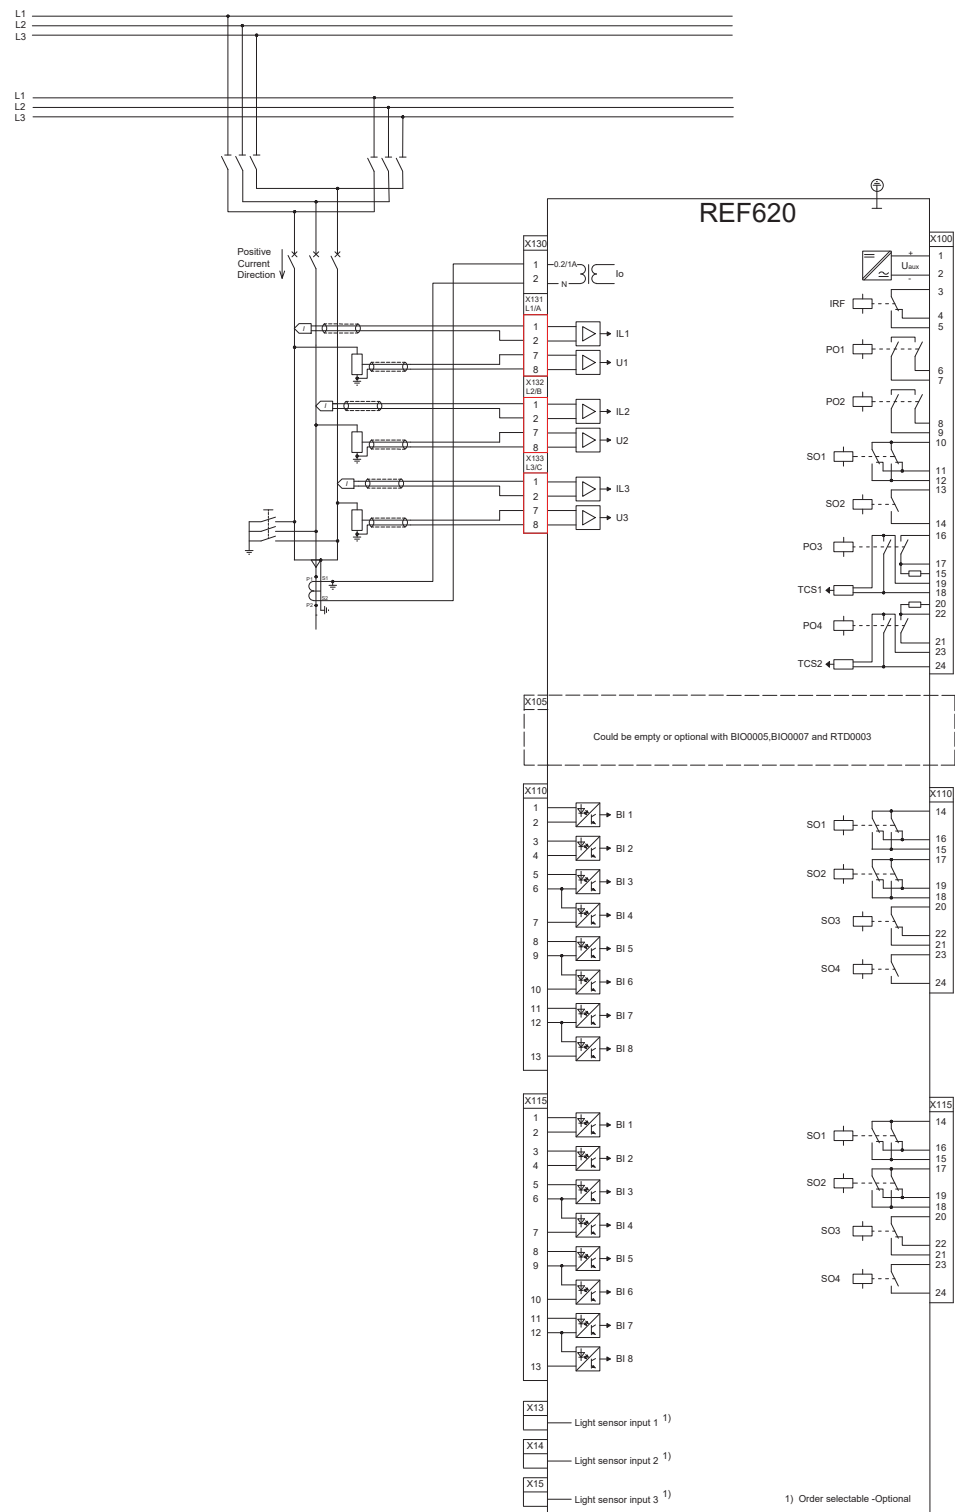 L1
L2
L3
L1
L2
L3
REF620
Positive
Current
Direction
X130
1
2
0.2/1A
N
Io
X131
L1/A
1
2
7
8
IL1
U1
X132
L2/B
1
2
7
8
IL2
U2
X133
L3/C
1
2
7
8
IL3
U3
I
I
I
P1
S1
S2
P2
X100
+
Uaux
-
1
2
IRF
3
4
5
PO1
6
7
PO2
8
9
SO1
10
11
12
SO2
13
14
PO3
16
17
15
19
TCS1
18
20
22
PO4
21
23
TCS2
24
X105
Could be empty or optional with BIO0005,BIO0007 and RTD0003
X110
1
2
BI 1
3
4
BI 2
5
6
BI 3
7
BI 4
8
9
BI 5
10
BI 6
11
12
BI 7
13
BI 8
X110
14
SO1
16
15
17
SO2
19
18
20
SO3
22
21
23
SO4
24
X115
1
2
BI 1
3
4
BI 2
5
6
BI 3
7
BI 4
8
9
BI 5
10
BI 6
11
12
BI 7
13
BI 8
X115
14
SO1
16
15
17
SO2
19
18
20
SO3
22
21
23
SO4
24
X13
Light sensor input 1 1)
X14
Light sensor input 2 1)
X15
Light sensor input 3 1)
1) Order selectable -Optional